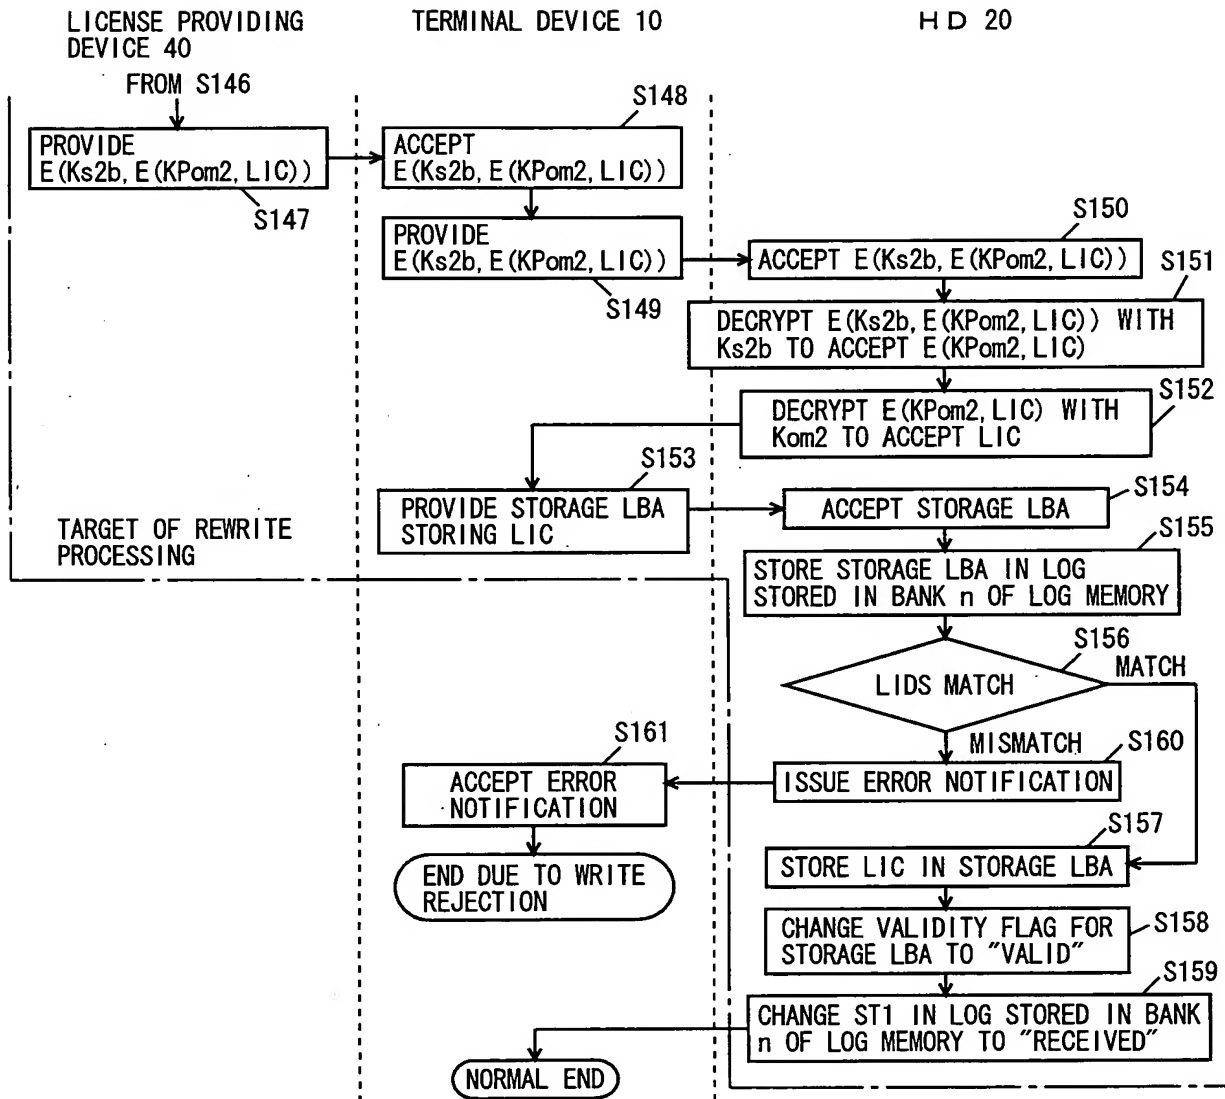 LICENSE PROVIDING
DEVICE 40
TERMINAL DEVICE 10
HD 20
FROM S146
S147
PROVIDE
E(Ks2b, E(KPom2, LIC))
S148
ACCEPT
E(Ks2b, E(KPom2, LIC))
PROVIDE
E(Ks2b, E(KPom2, LIC))
S149
S150
ACCEPT E(Ks2b, E(KPom2, LIC))
S151
DECRYPT E(Ks2b, E(KPom2, LIC)) WITH
Ks2b TO ACCEPT E(KPom2, LIC)
S152
DECRYPT E(KPom2, LIC) WITH
Kom2 TO ACCEPT LIC
S153
PROVIDE STORAGE LBA
STORING LIC
S154
ACCEPT STORAGE LBA
TARGET OF REWRITE
PROCESSING
S155
STORE STORAGE LBA IN LOG
STORED IN BANK n OF LOG MEMORY
S156
LIDS MATCH
MATCH
MISMATCH
S160
ISSUE ERROR NOTIFICATION
S161
ACCEPT ERROR
NOTIFICATION
END DUE TO WRITE
REJECTION
S157
STORE LIC IN STORAGE LBA
S158
CHANGE VALIDITY FLAG FOR
STORAGE LBA TO "VALID"
S159
CHANGE ST1 IN LOG STORED IN BANK
n OF LOG MEMORY TO "RECEIVED"
NORMAL END